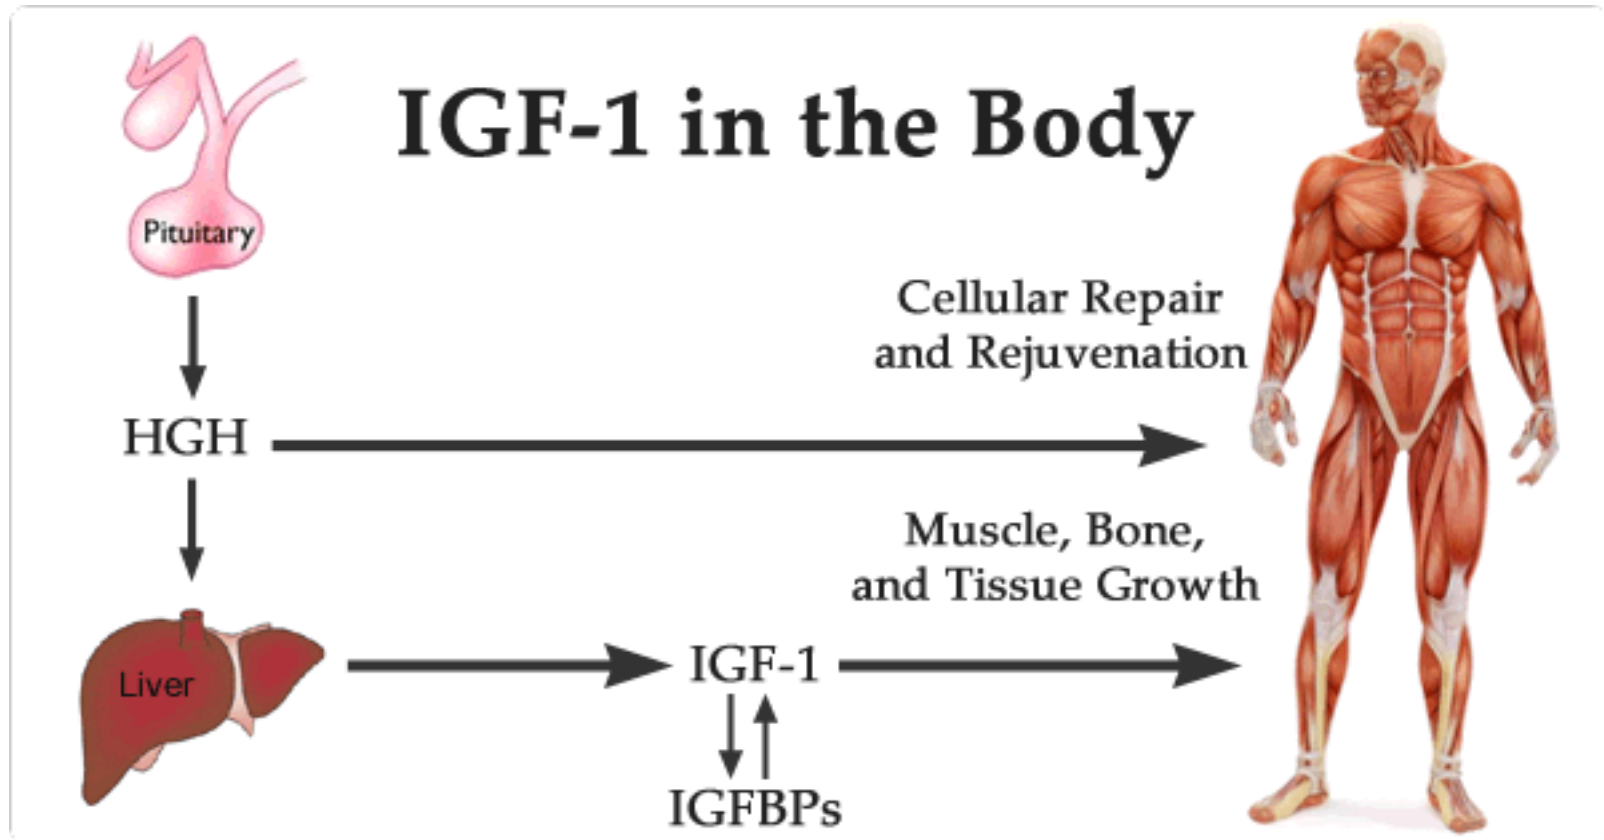 IGF-1 in the Body
Pituitary
Cellular Repair
and Rejuvenation
HGH
Muscle, Bone,
and Tissue Growth
Liver
IGF-1
IGFBPs